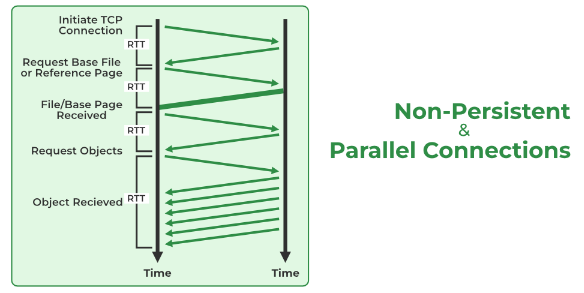 Initiate TCP
Connection
RTT
Request Base File
or Reference Page
RTT
File/Base Page
Received
RTT
Request Objects
RTT
Object Recieved
Time
Time
Non-Persistent
&
Parallel Connections